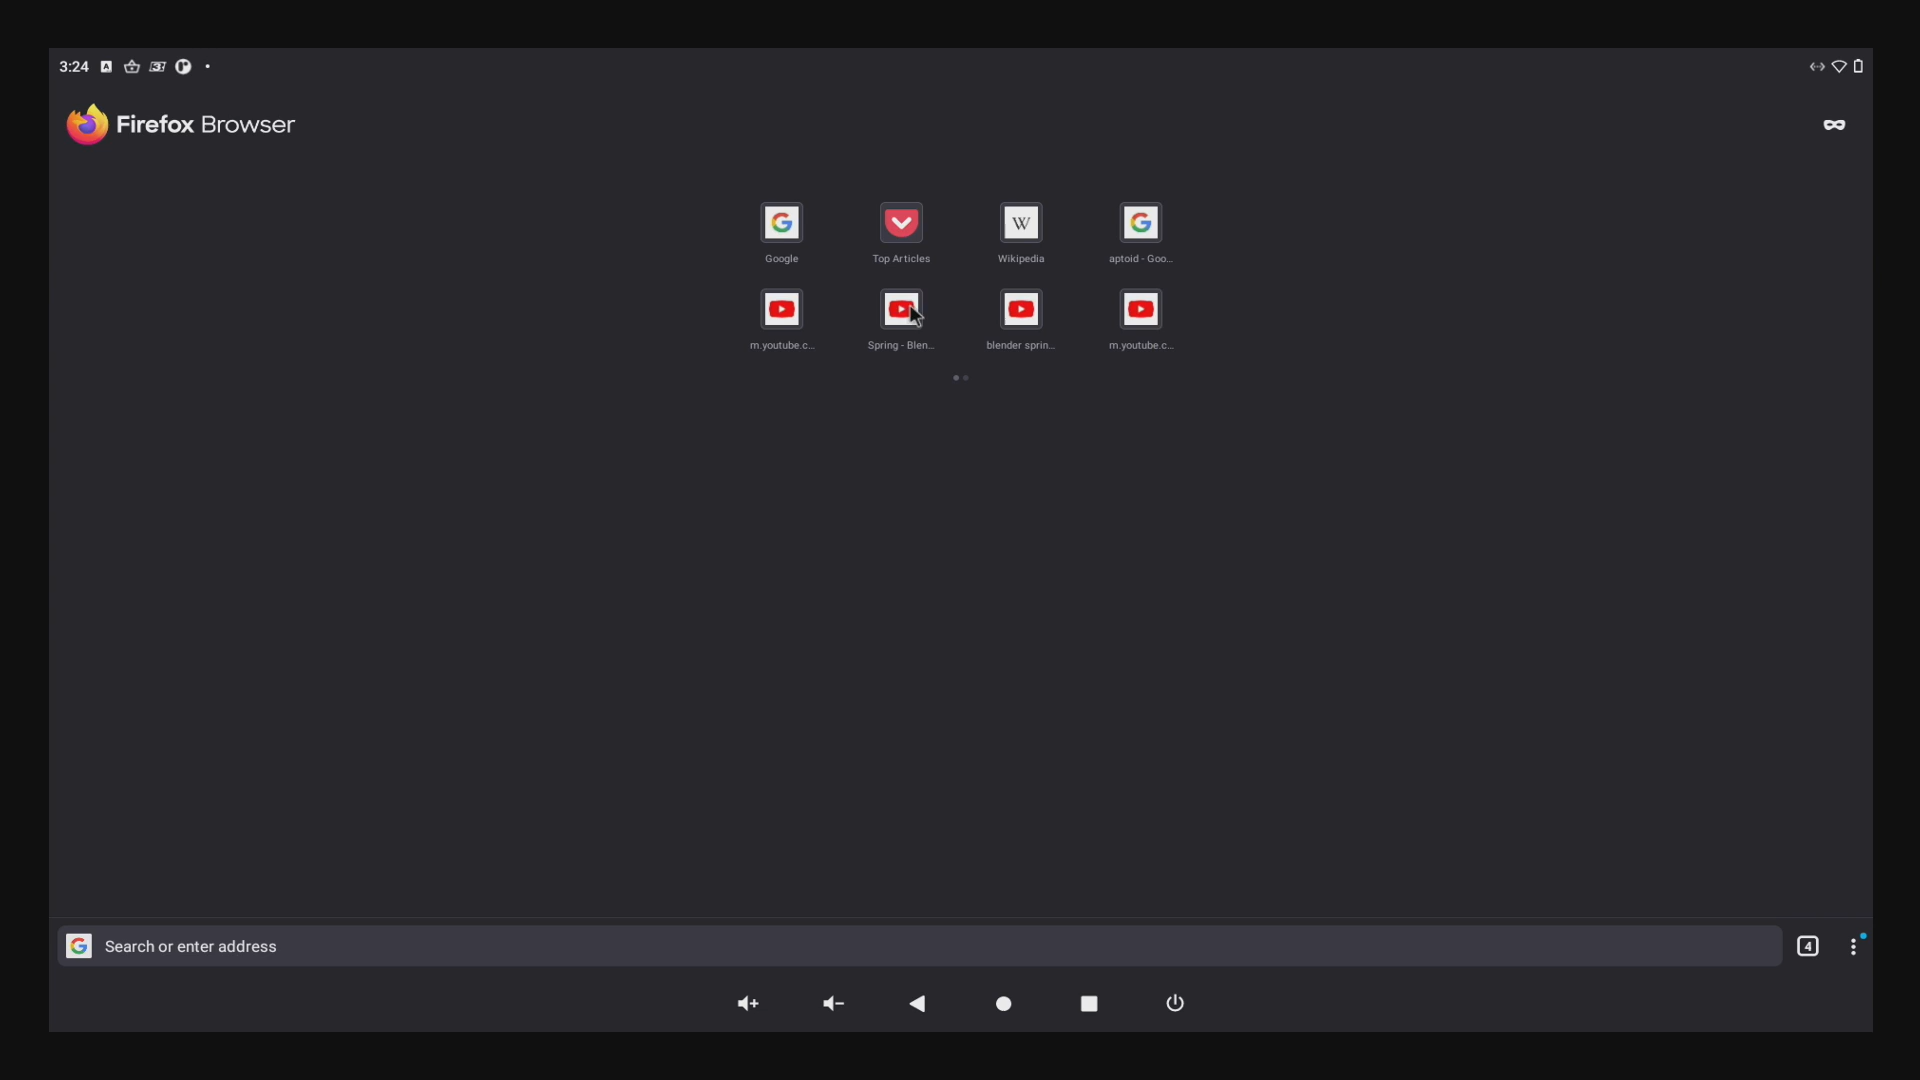 3:24
Firefox Browser
Google
Top Articles
Wikipedia
aptoid - Goo...
m.youtube.c...
Spring - Blen...
blender sprin...
m.youtube.c...
Search or enter address
4